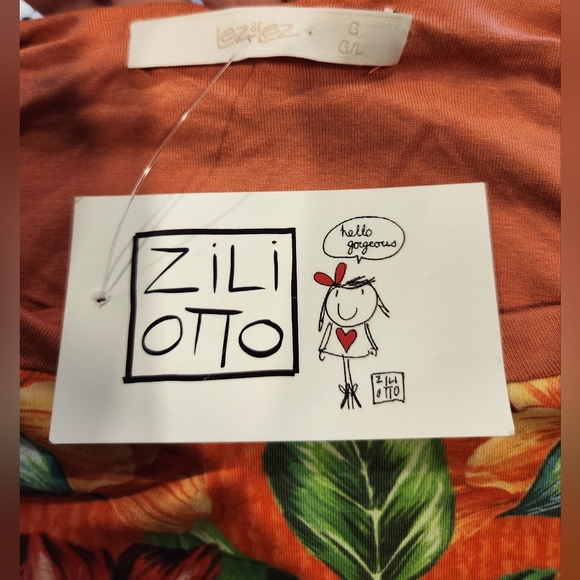 Lez a Lez
G
G/L
ZiLi
OTTO
hello
gorgeous
ZILI
OTTO